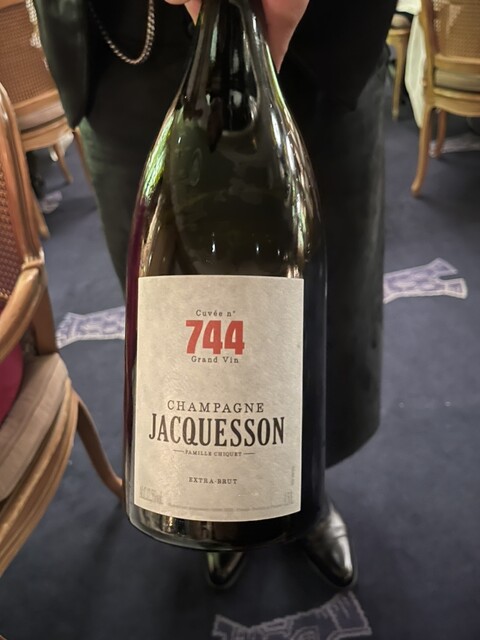 Cuvée n°
744
Grand Vin
CHAMPAGNE
JACQUESSON
FAMILLE CHIQUET
EXTRA-BRUT